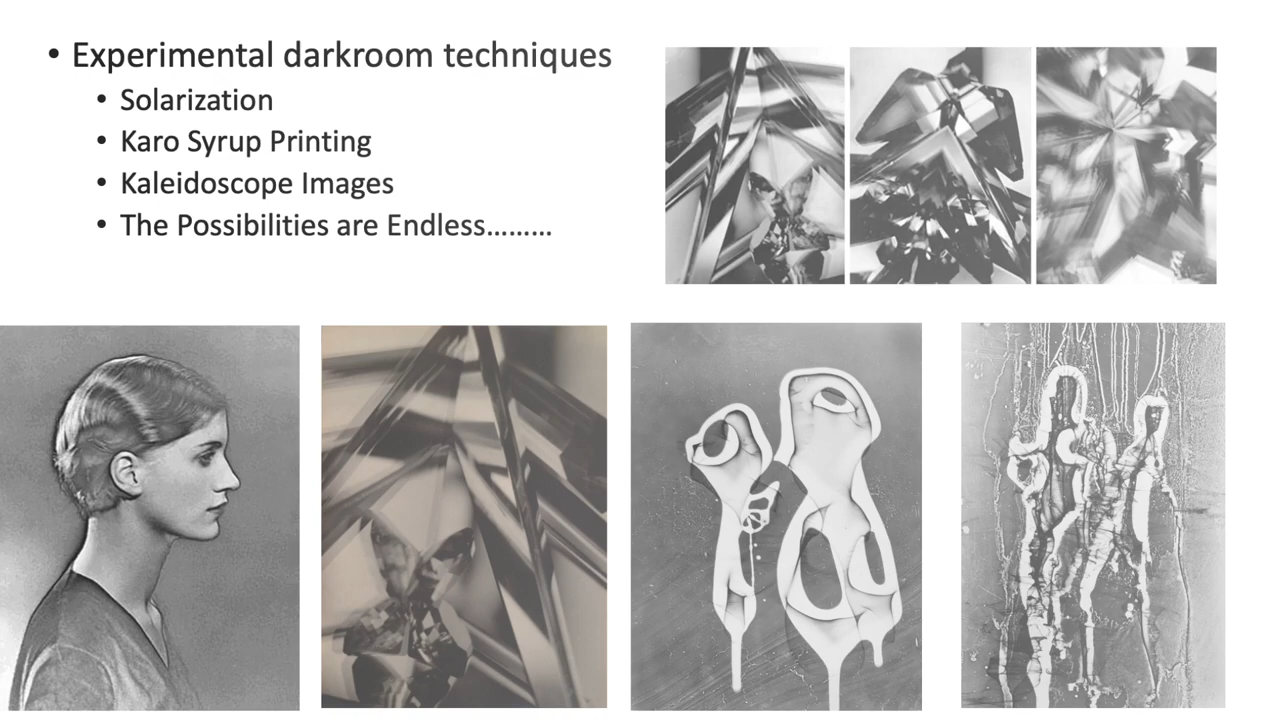 • Experimental darkroom techniques
• Solarization
• Karo Syrup Printing
• Kaleidoscope Images
• The Possibilities are Endless………